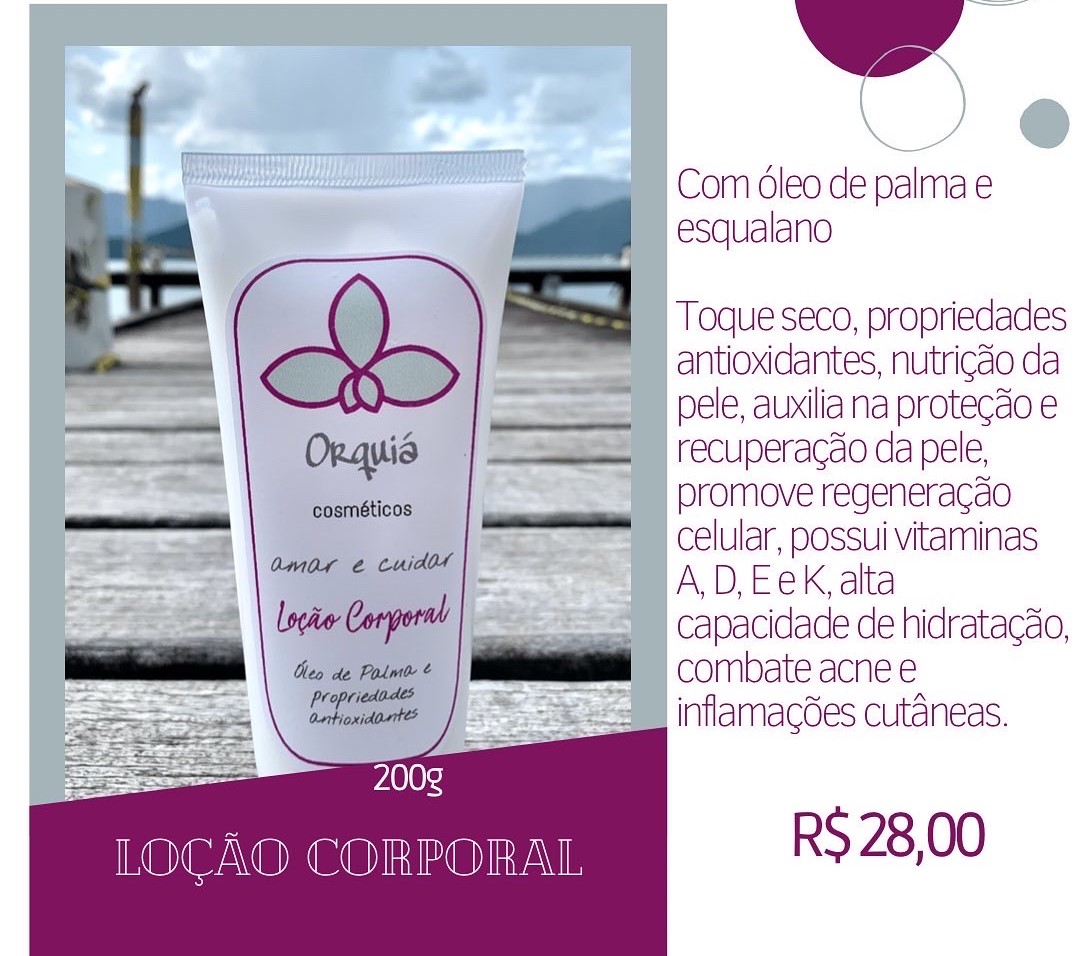 Orquiá
cosméticos
amar e cuidar
Loção Corporal
Óleo de Palma e
propriedades
antioxidantes
200g
LOÇÃO CORPORAL
Com óleo de palma e
esqualano
Toque seco, propriedades
antioxidantes, nutrição da
pele, auxilia na proteção e
recuperação da pele,
promove regeneração
celular, possui vitaminas
A, D, E e K, alta
capacidade de hidratação,
combate acne e
inflamações cutâneas.
R$ 28,00